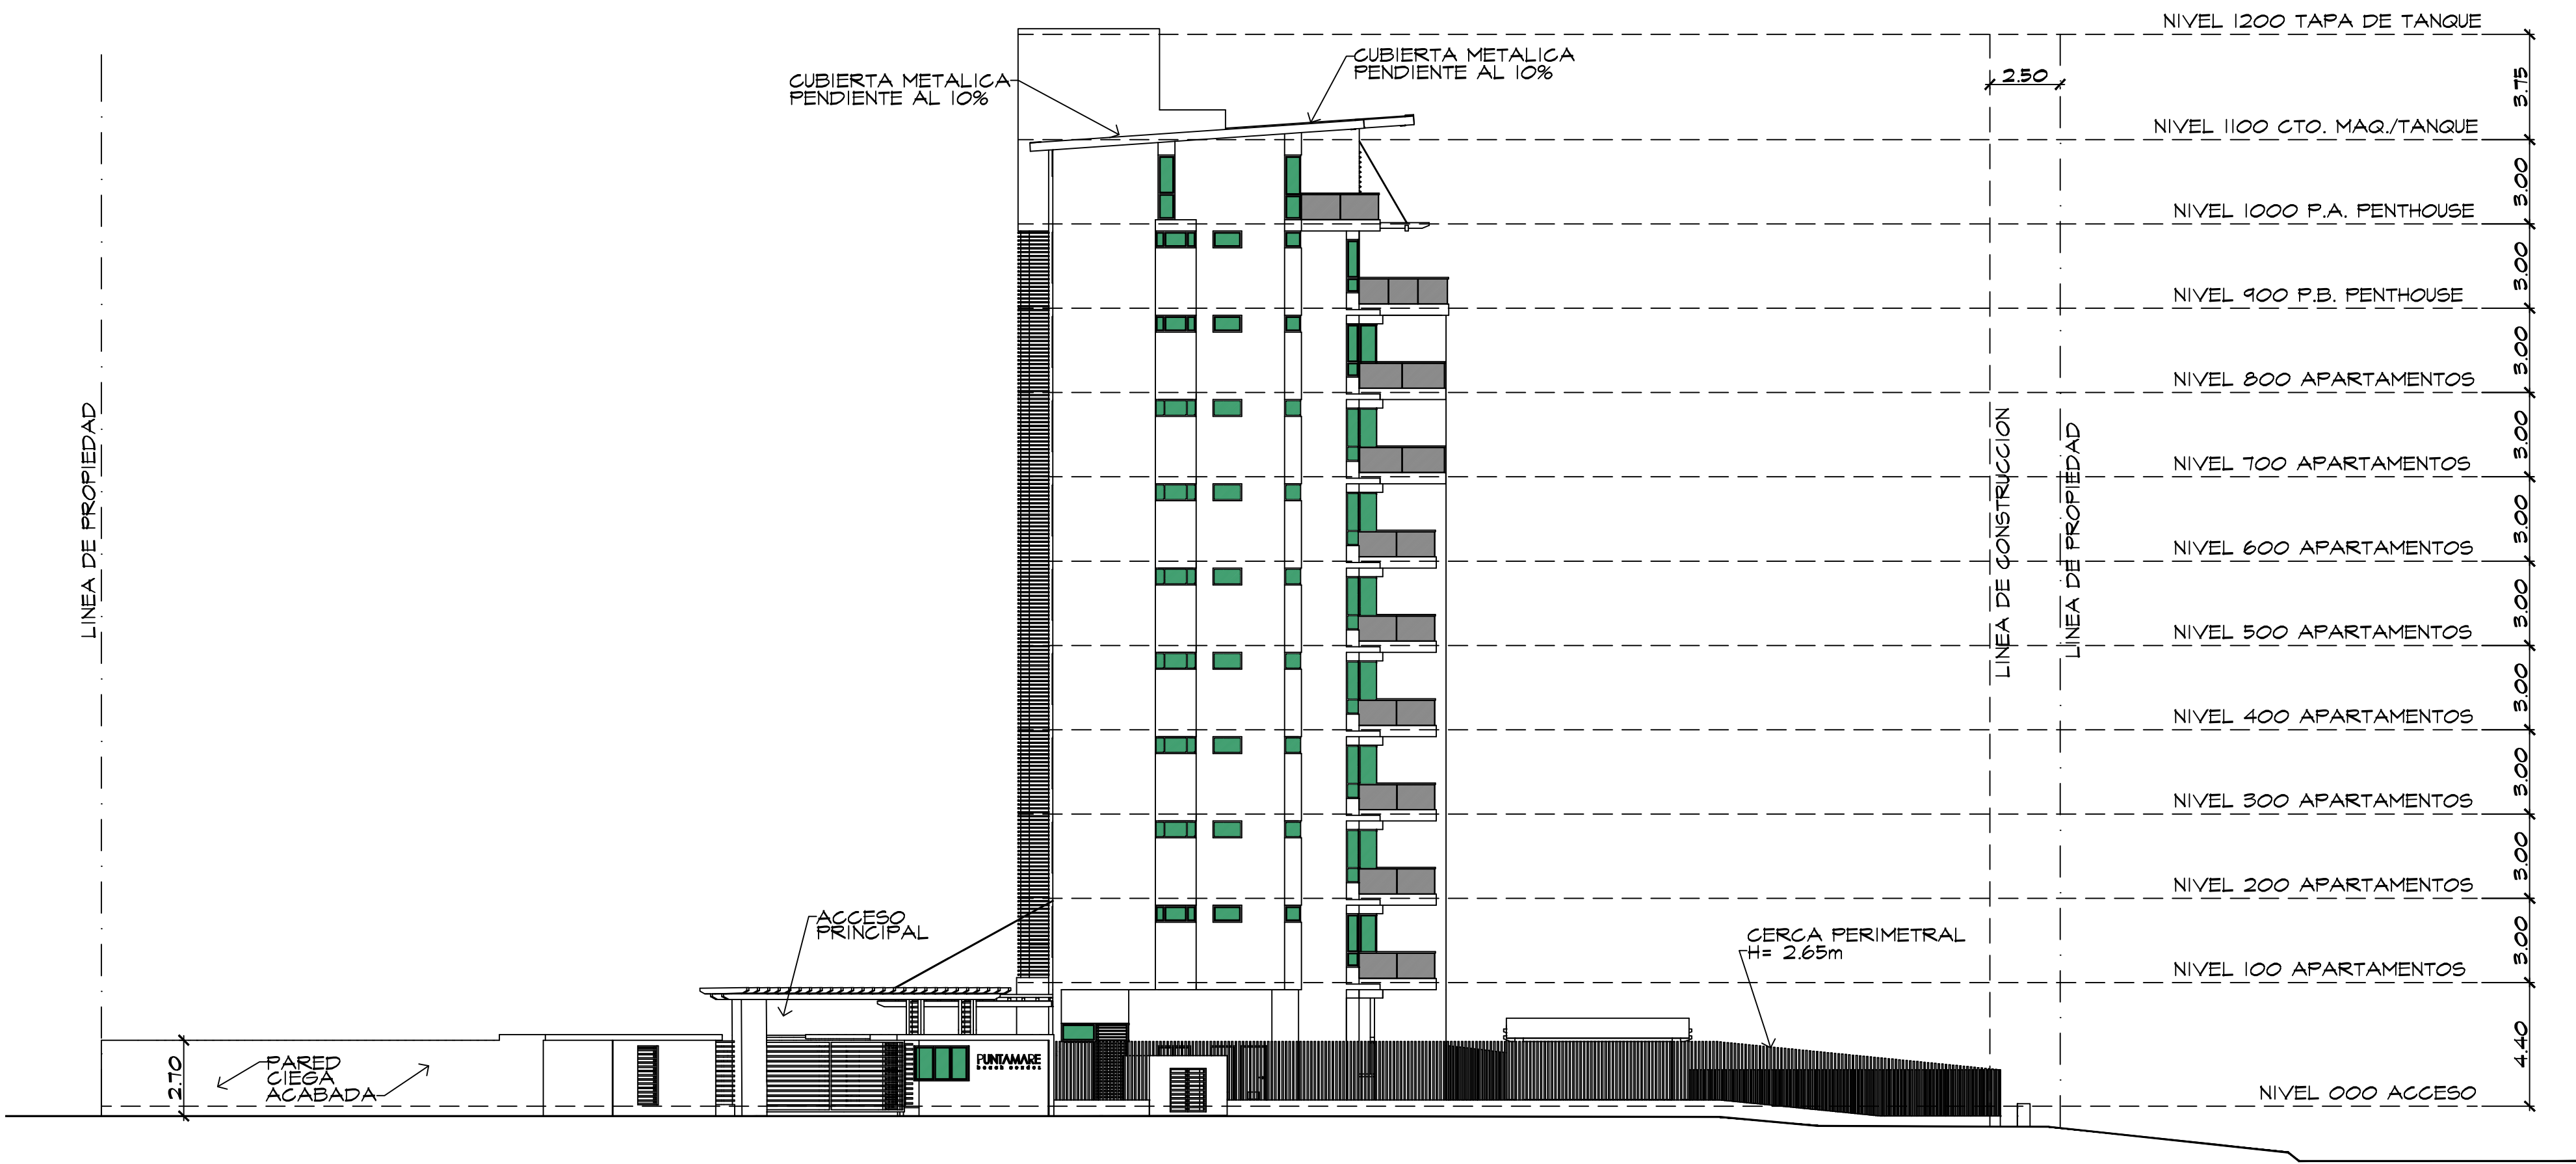 NIVEL 1200 TAPA DE TANQUE
CUBIERTA METALICA
PENDIENTE AL 10%
CUBIERTA METALICA
PENDIENTE AL 10%
2.50
3.75
NIVEL 1100 CTO. MAQ./TANQUE
3.00
NIVEL 1000 P.A. PENTHOUSE
3.00
NIVEL 900 P.B. PENTHOUSE
3.00
NIVEL 800 APARTAMENTOS
3.00
NIVEL 700 APARTAMENTOS
3.00
NIVEL 600 APARTAMENTOS
3.00
NIVEL 500 APARTAMENTOS
3.00
NIVEL 400 APARTAMENTOS
3.00
NIVEL 300 APARTAMENTOS
3.00
NIVEL 200 APARTAMENTOS
3.00
NIVEL 100 APARTAMENTOS
4.40
NIVEL 000 ACCESO
LINEA DE PROPIEDAD
LINEA DE CONSTRUCCION
LINEA DE PROPIEDAD
ACCESO
PRINCIPAL
CERCA PERIMETRAL
H= 2.65m
2.70
PARED
CIEGA
ACABADA
PUNTAMARE
beach condos